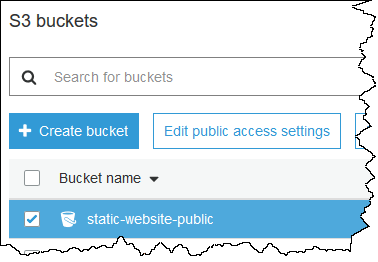 S3 buckets
Search for buckets
+ Create bucket
Edit public access settings
Bucket name
static-website-public